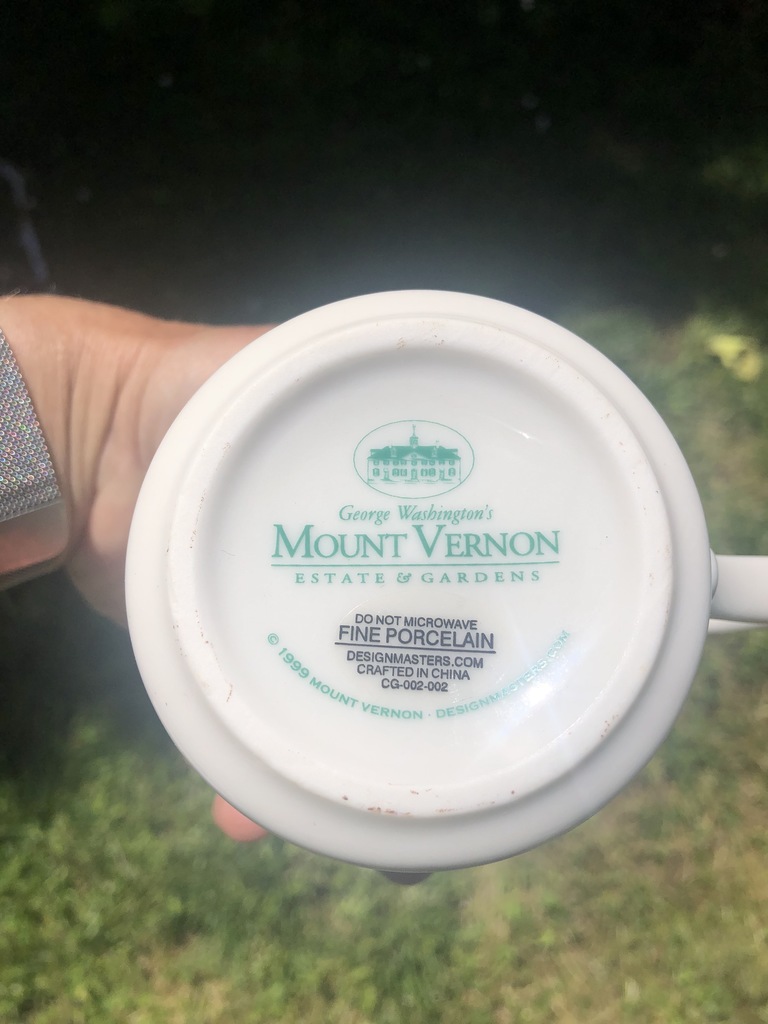 George Washington's
MOUNT VERNON
ESTATE & GARDENS
DO NOT MICROWAVE
FINE PORCELAIN
DESIGNMASTERS.COM
CRAFTED IN CHINA
CG-002-002
© 1999 MOUNT VERNON · DESIGNMASTERS.COM